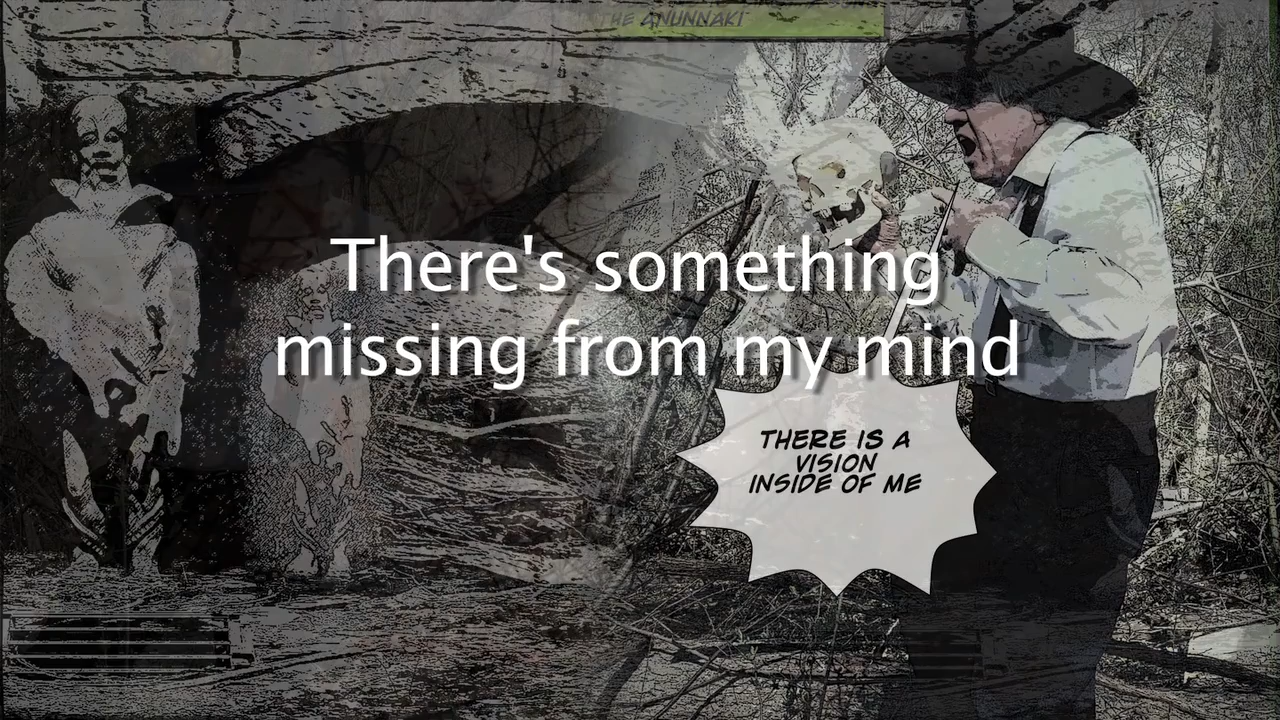 THE ANUNNAKI
There's something
missing from my mind
THERE IS A
VISION
INSIDE OF ME